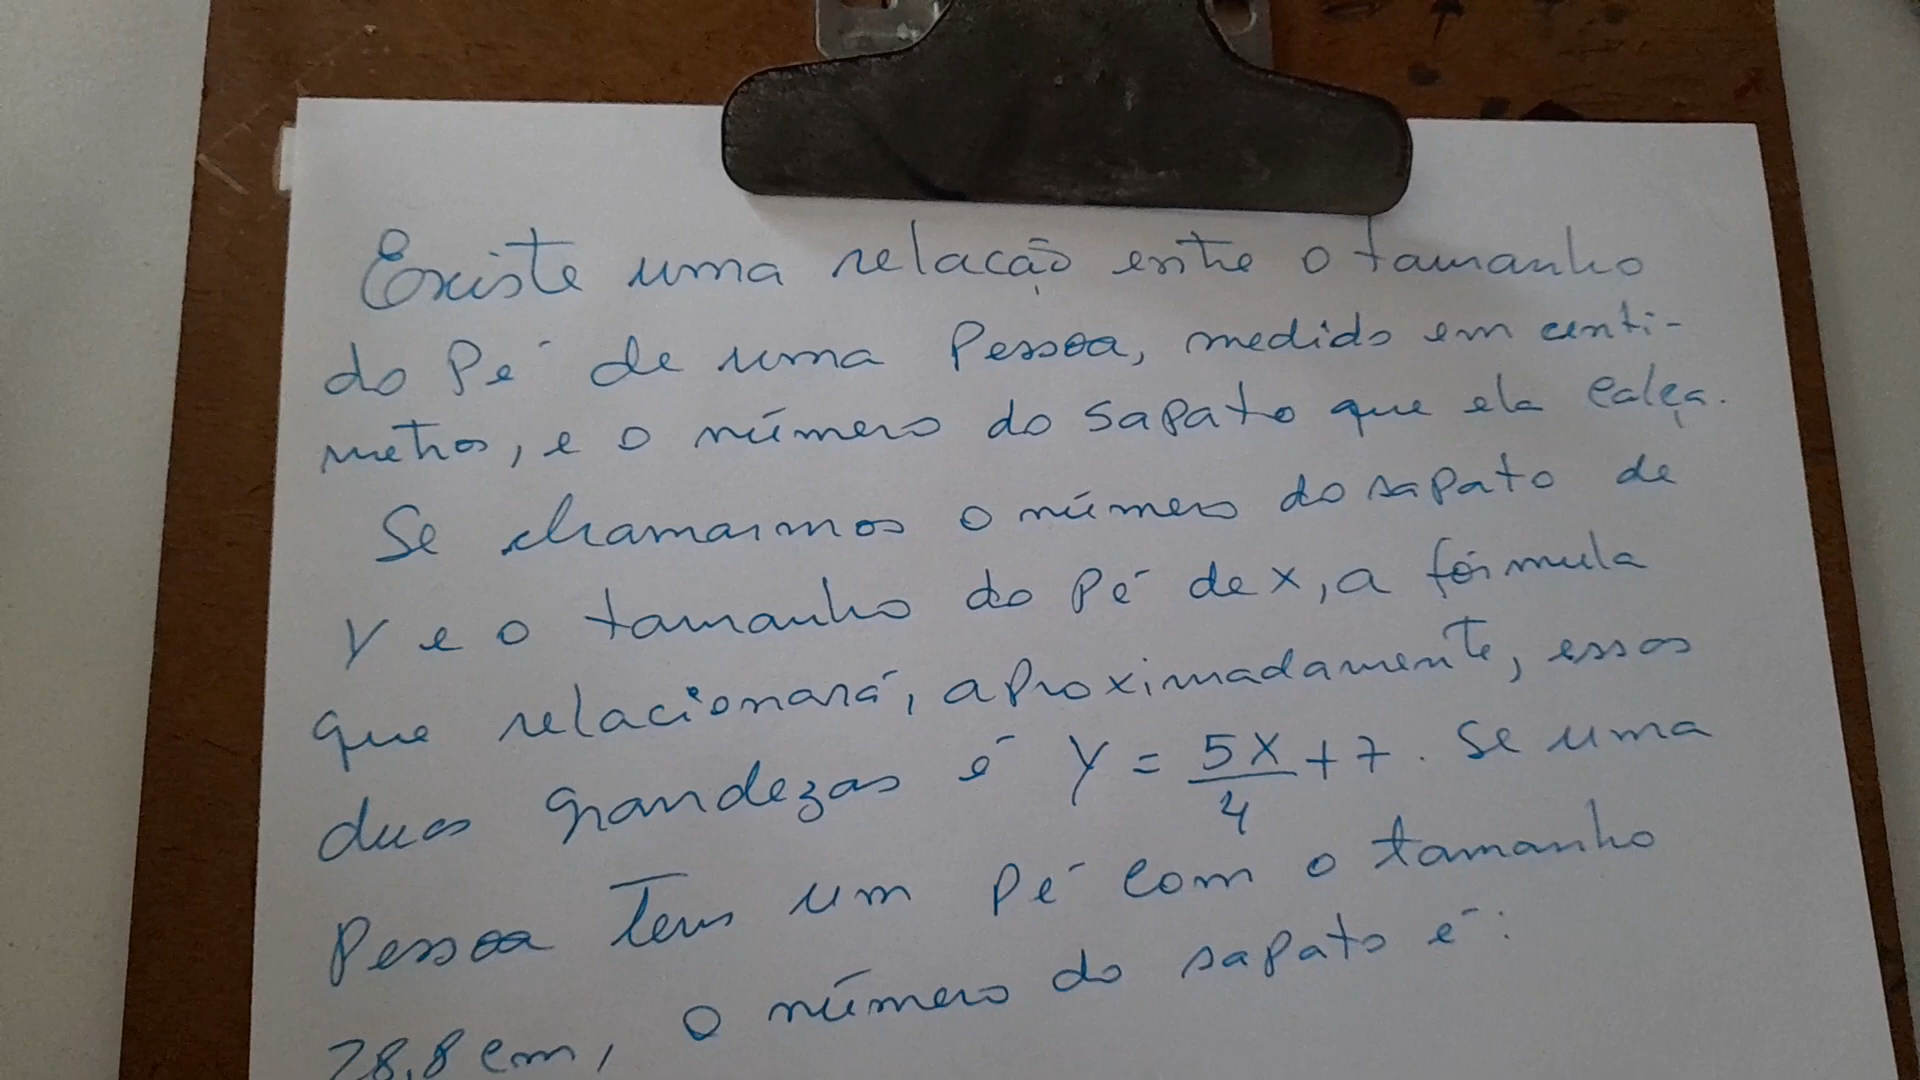 Existe uma relação entre o tamanho
do Pé de uma Pessoa, medido em centi-
metros, e o número do sapato que ela calça.
Se chamarmos o número do sapato de
Y e o tamanho do Pé de X, a fórmula
que relacionará, aproximadamente, essas
duas grandezas é Y = 5X/4 + 7. Se uma
Pessoa Tem um Pé com o tamanho
28,8 cm, o número do sapato é: